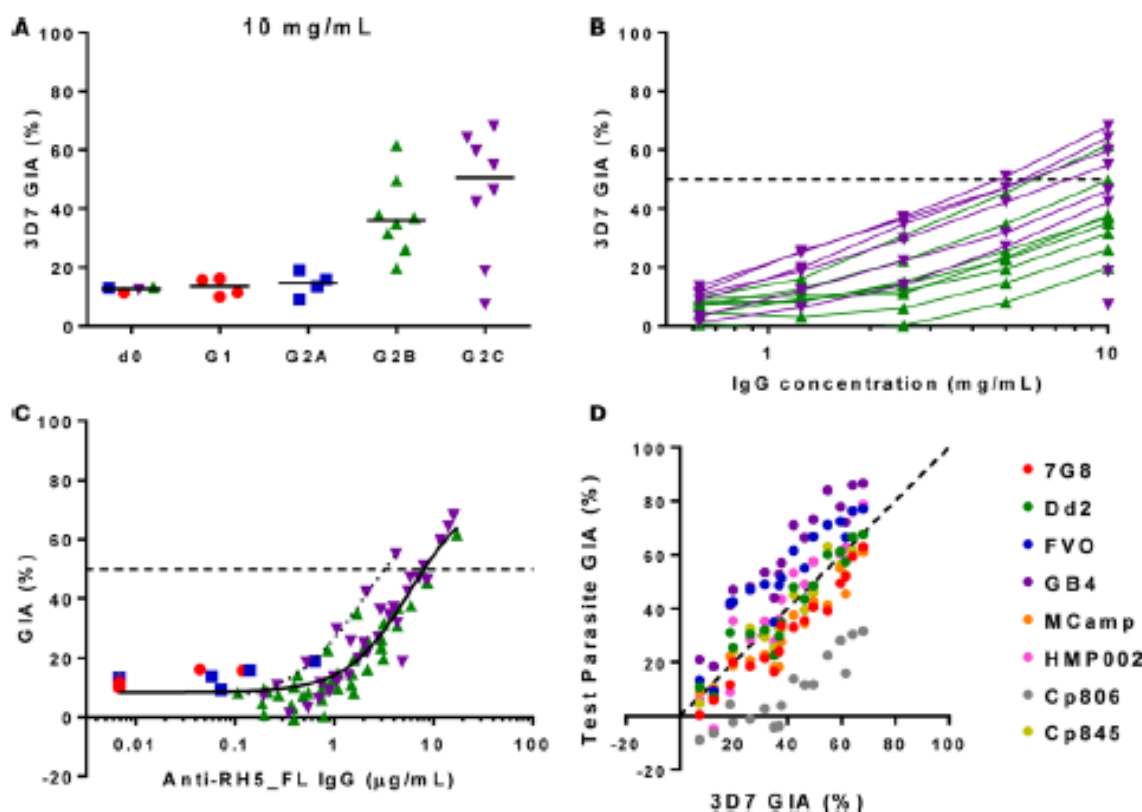 A
10 mg/mL
3D7 GIA (%)
100
80
60
40
20
0
d0 G1 G2A G2B G2C
B
3D7 GIA (%)
100
80
60
40
20
0
1 10
IgG concentration (mg/mL)
C
GIA (%)
100
80
60
40
20
0
-20
0.01 0.1 1 10 100
Anti-RH5_FL IgG (μg/mL)
D
Test Parasite GIA (%)
100
80
60
40
20
0
-20
-20 20 40 60 80 100
3D7 GIA (%)
7G8
Dd2
FVO
GB4
MCamp
HMP002
Cp806
Cp845